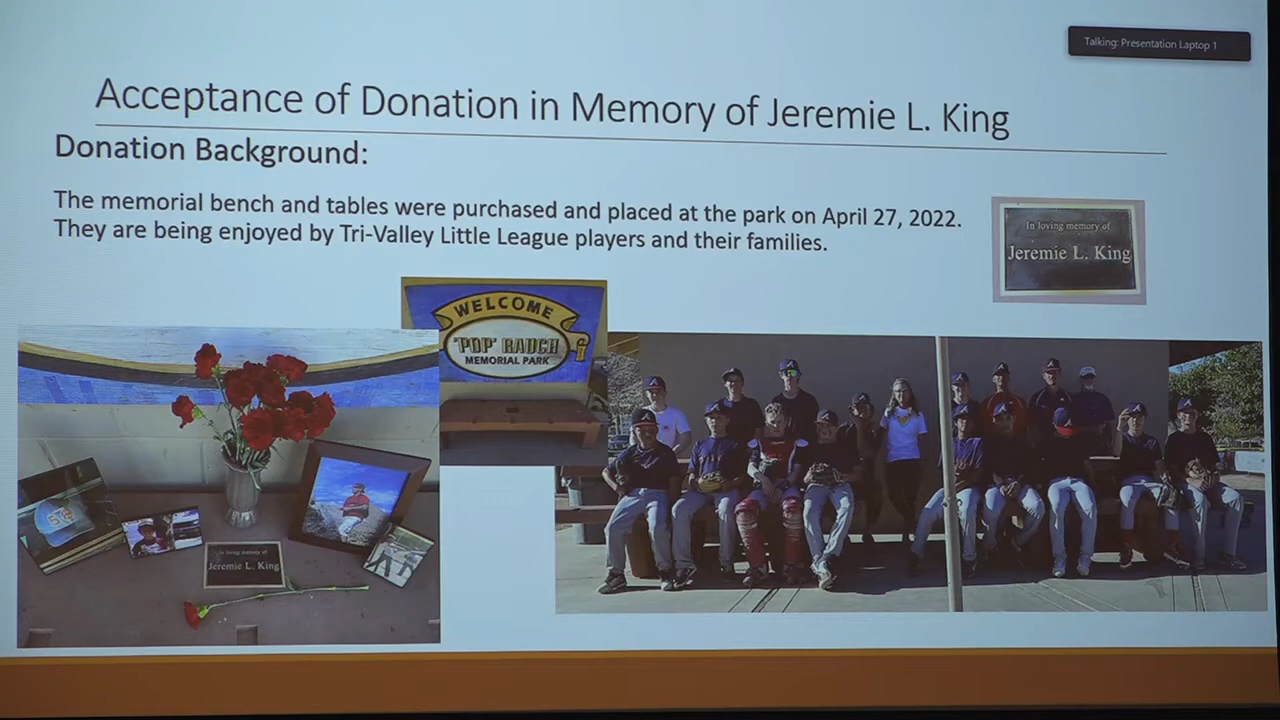 Talking: Presentation Laptop 1
Acceptance of Donation in Memory of Jeremie L. King
Donation Background:
The memorial bench and tables were purchased and placed at the park on April 27, 2022.
They are being enjoyed by Tri-Valley Little League players and their families.
In loving memory of
Jeremie L. King
WELCOME
"POP" RAUCH
MEMORIAL PARK
In loving memory of
Jeremie L. King